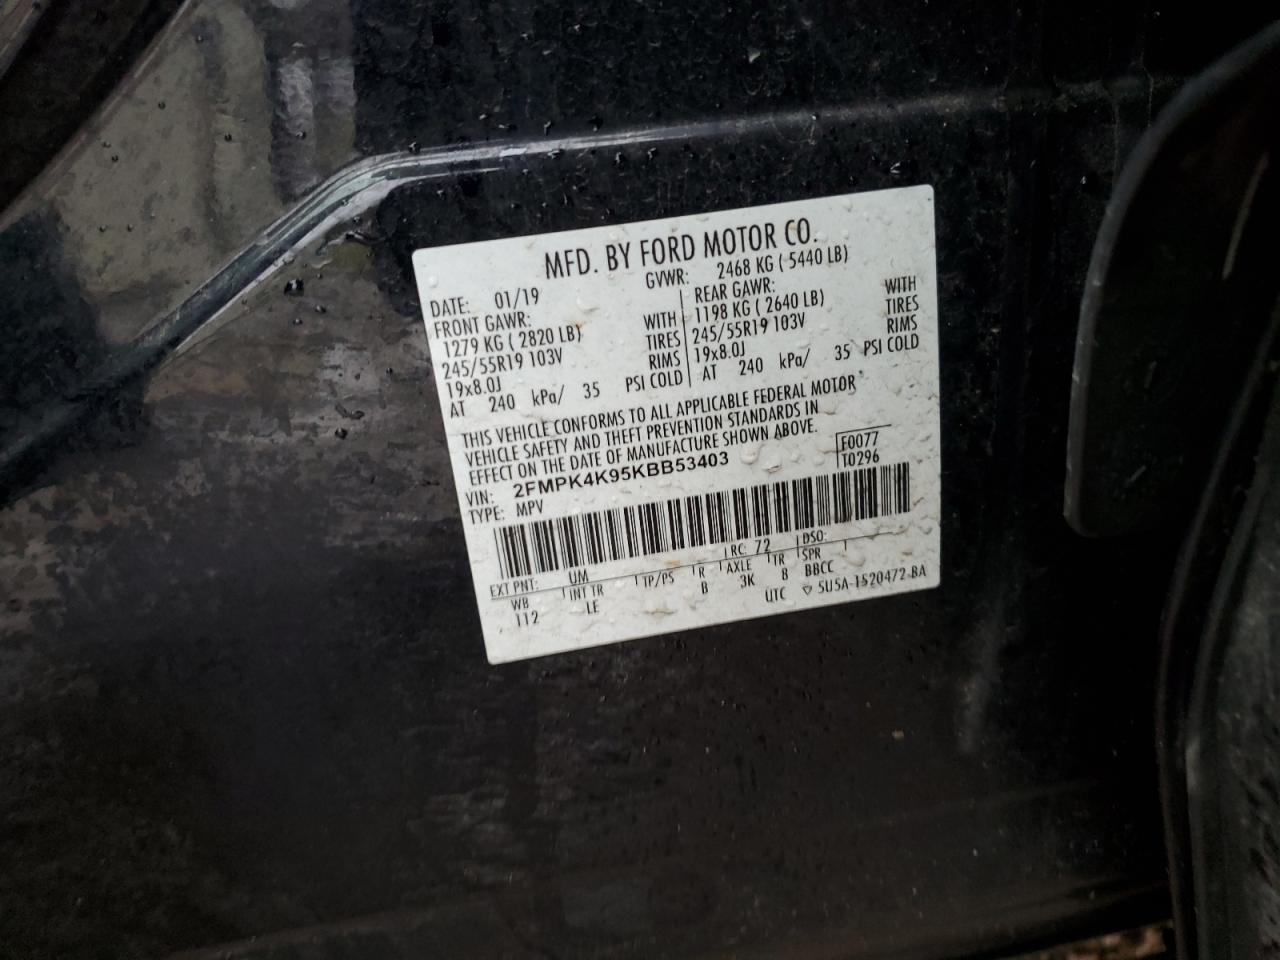 MFD. BY FORD MOTOR CO.
DATE: 01/19 GVWR: 2468 KG ( 5440 LB)
FRONT GAWR: REAR GAWR:
1279 KG ( 2820 LB) WITH 1198 KG ( 2640 LB) WITH
245/55R19 103V TIRES 245/55R19 103V TIRES
19x8.0J RIMS 19x8.0J RIMS
AT 240 kPa/ 35 PSI COLD AT 240 kPa/ 35 PSI COLD
THIS VEHICLE CONFORMS TO ALL APPLICABLE FEDERAL MOTOR
VEHICLE SAFETY AND THEFT PREVENTION STANDARDS IN
EFFECT ON THE DATE OF MANUFACTURE SHOWN ABOVE.
VIN: 2FMPK4K95KBB53403 F0077
TYPE: MPV T0296
EXT PNT: UM RC: 72 DSO:
WB INT TR TP/PS R AXLE TR SPR
112 LE B 3K 8 BBCC
UTC ▽ 5U5A-1520472-BA